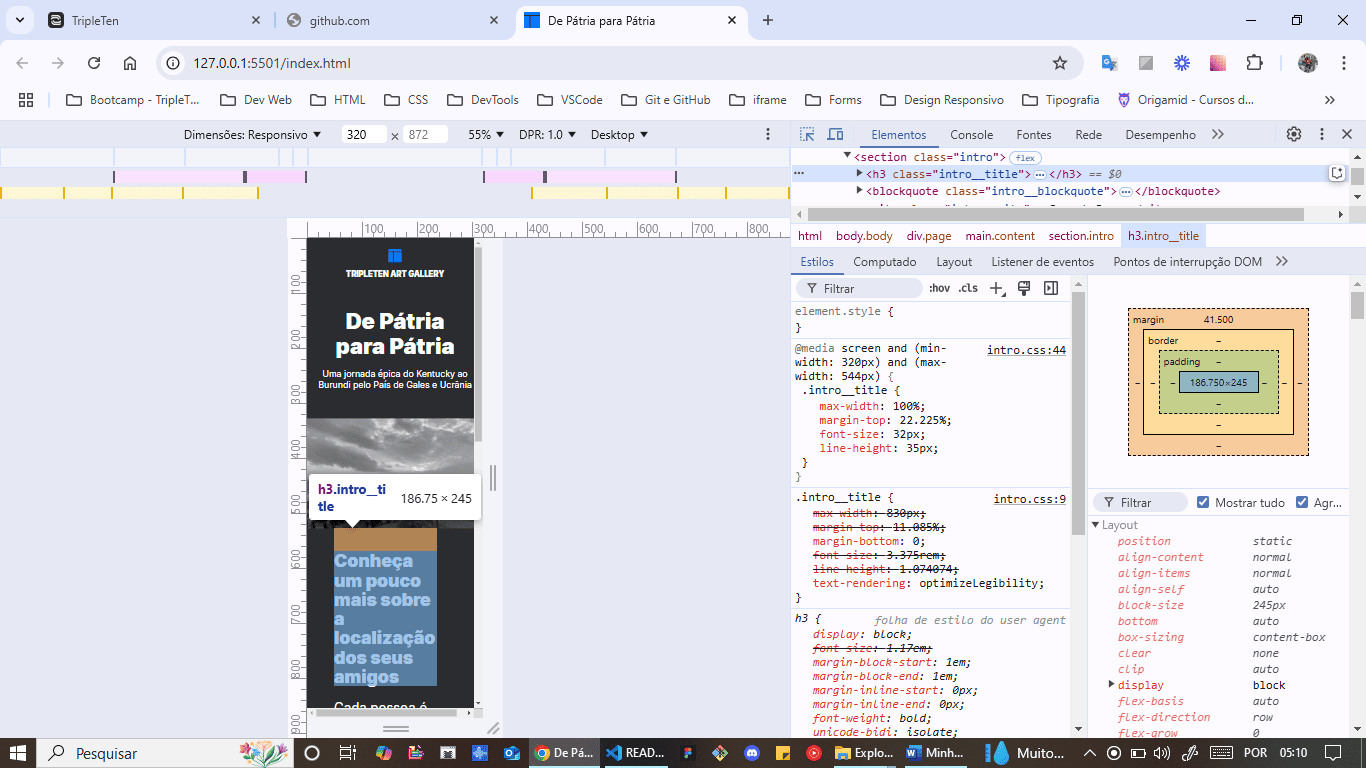 TripleTen
github.com
De Pátria para Pátria
127.0.0.1:5501/index.html
Bootcamp - TripleT...
Dev Web
HTML
CSS
DevTools
VSCode
Git e GitHub
iframe
Forms
Design Responsivo
Tipografia
Origamid - Cursos d...
Dimensões: Responsivo
320
×
872
55%
DPR: 1.0
Desktop
100
200
300
400
500
600
700
800
100
200
300
400
500
600
700
800
900
TRIPLETEN ART GALLERY
De Pátria
para Pátria
Uma jornada épica do Kentucky ao
Burundi pelo País de Gales e Ucrânia
h3.intro__ti
tle
186.75 × 245
Conheça
um pouco
mais sobre
a
localização
dos seus
amigos
Cada pessoa é
Elementos
Console
Fontes
Rede
Desempenho
<section class="intro">
flex
<h3 class="intro__title"> … </h3> == $0
<blockquote class="intro__blockquote"> … </blockquote>
html
body.body
div.page
main.content
section.intro
h3.intro__title
Estilos
Computado
Layout
Listener de eventos
Pontos de interrupção DOM
Filtrar
:hov
.cls
element.style {
}
@media screen and (min-
width: 320px) and (max-
width: 544px) {
intro.css:44
.intro__title {
max-width: 100%;
margin-top: 22.225%;
font-size: 32px;
line-height: 35px;
}
}
.intro__title {
intro.css:9
max-width: 830px;
margin-top: 11.085%;
margin-bottom: 0;
font-size: 3.375rem;
line-height: 1.074074;
text-rendering: optimizeLegibility;
}
h3 {
folha de estilo do user agent
display: block;
font-size: 1.17em;
margin-block-start: 1em;
margin-block-end: 1em;
margin-inline-start: 0px;
margin-inline-end: 0px;
font-weight: bold;
unicode-bidi: isolate;
margin
41.500
border
–
padding
–
186.750×245
–
–
–
Filtrar
Mostrar tudo
Agr...
Layout
position
static
align-content
normal
align-items
normal
align-self
auto
block-size
245px
bottom
auto
box-sizing
content-box
clear
none
clip
auto
display
block
flex-basis
auto
flex-direction
row
flex-grow
0
Pesquisar
De Pá...
READ...
Explo...
Minh...
Muito...
POR
05:10